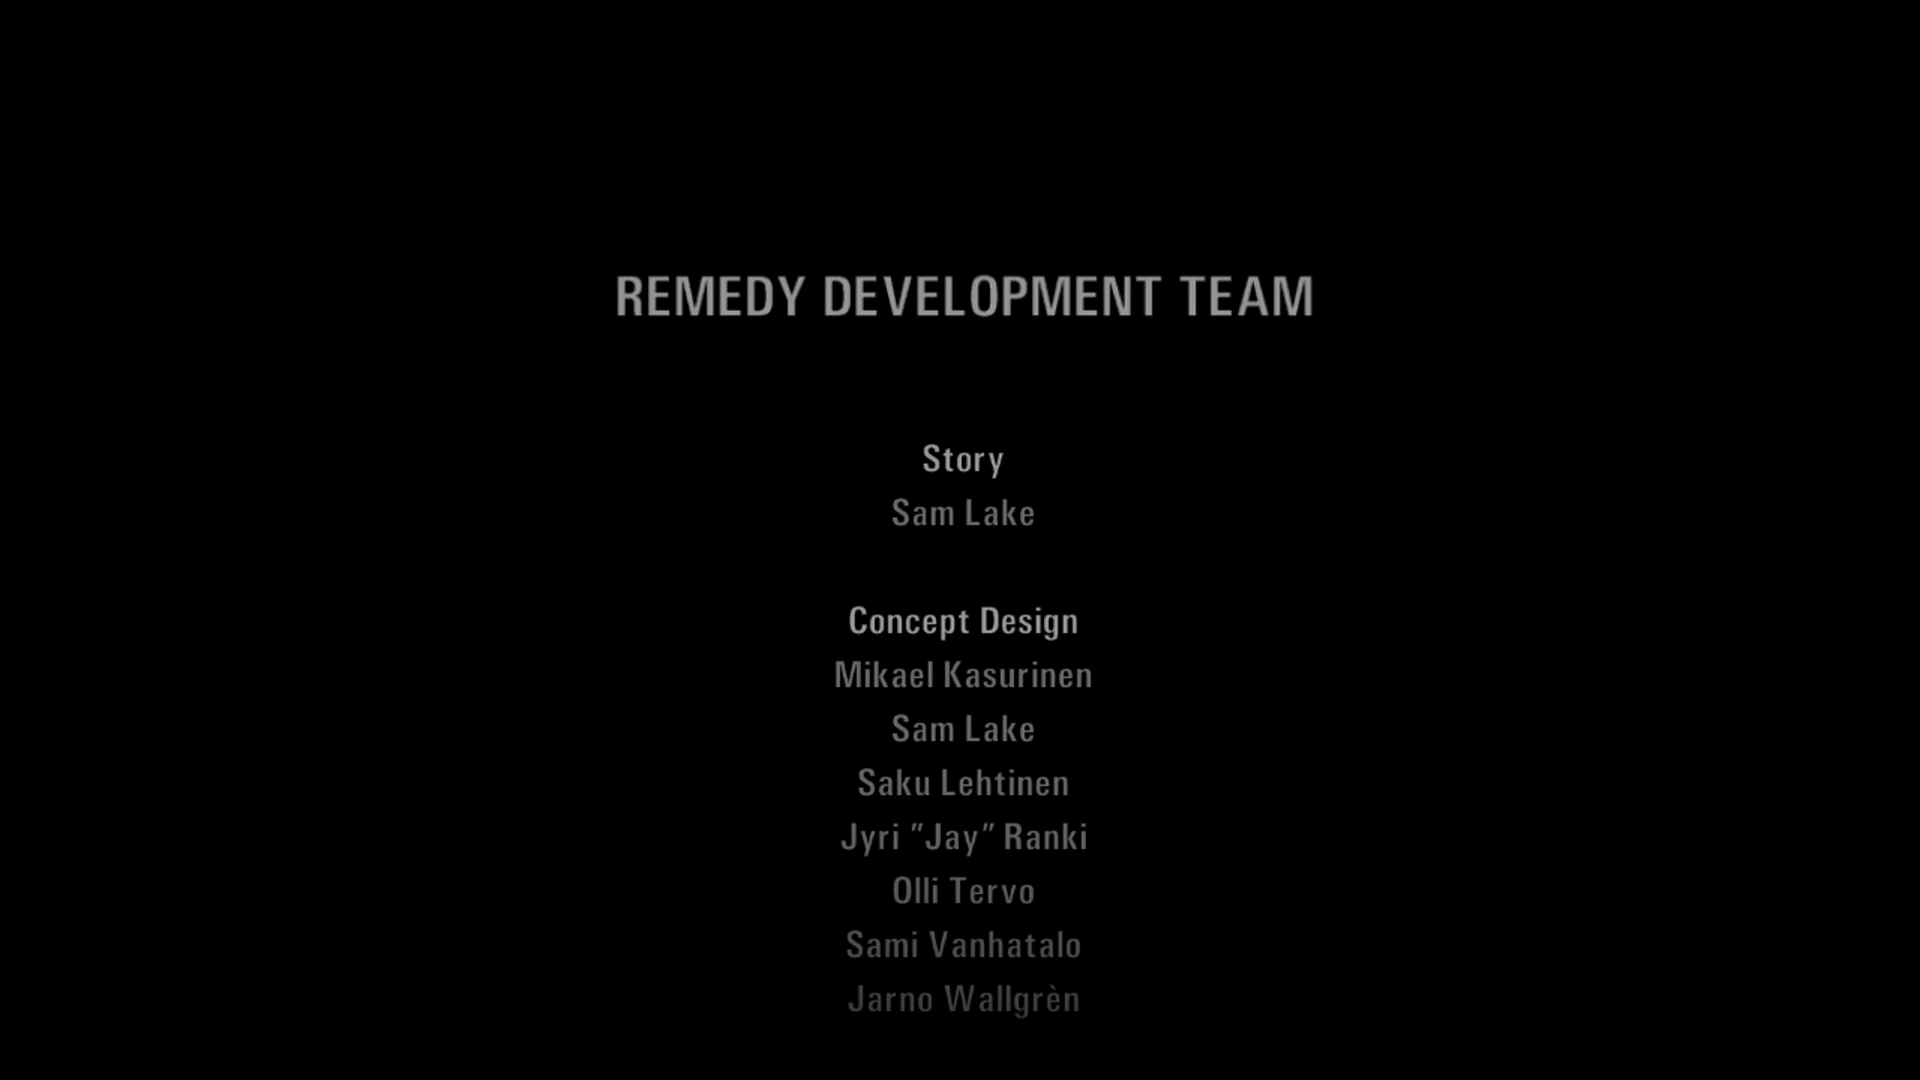 REMEDY DEVELOPMENT TEAM
Story
Sam Lake
Concept Design
Mikael Kasurinen
Sam Lake
Saku Lehtinen
Jyri ”Jay” Ranki
Olli Tervo
Sami Vanhatalo
Jarno Wallgrèn